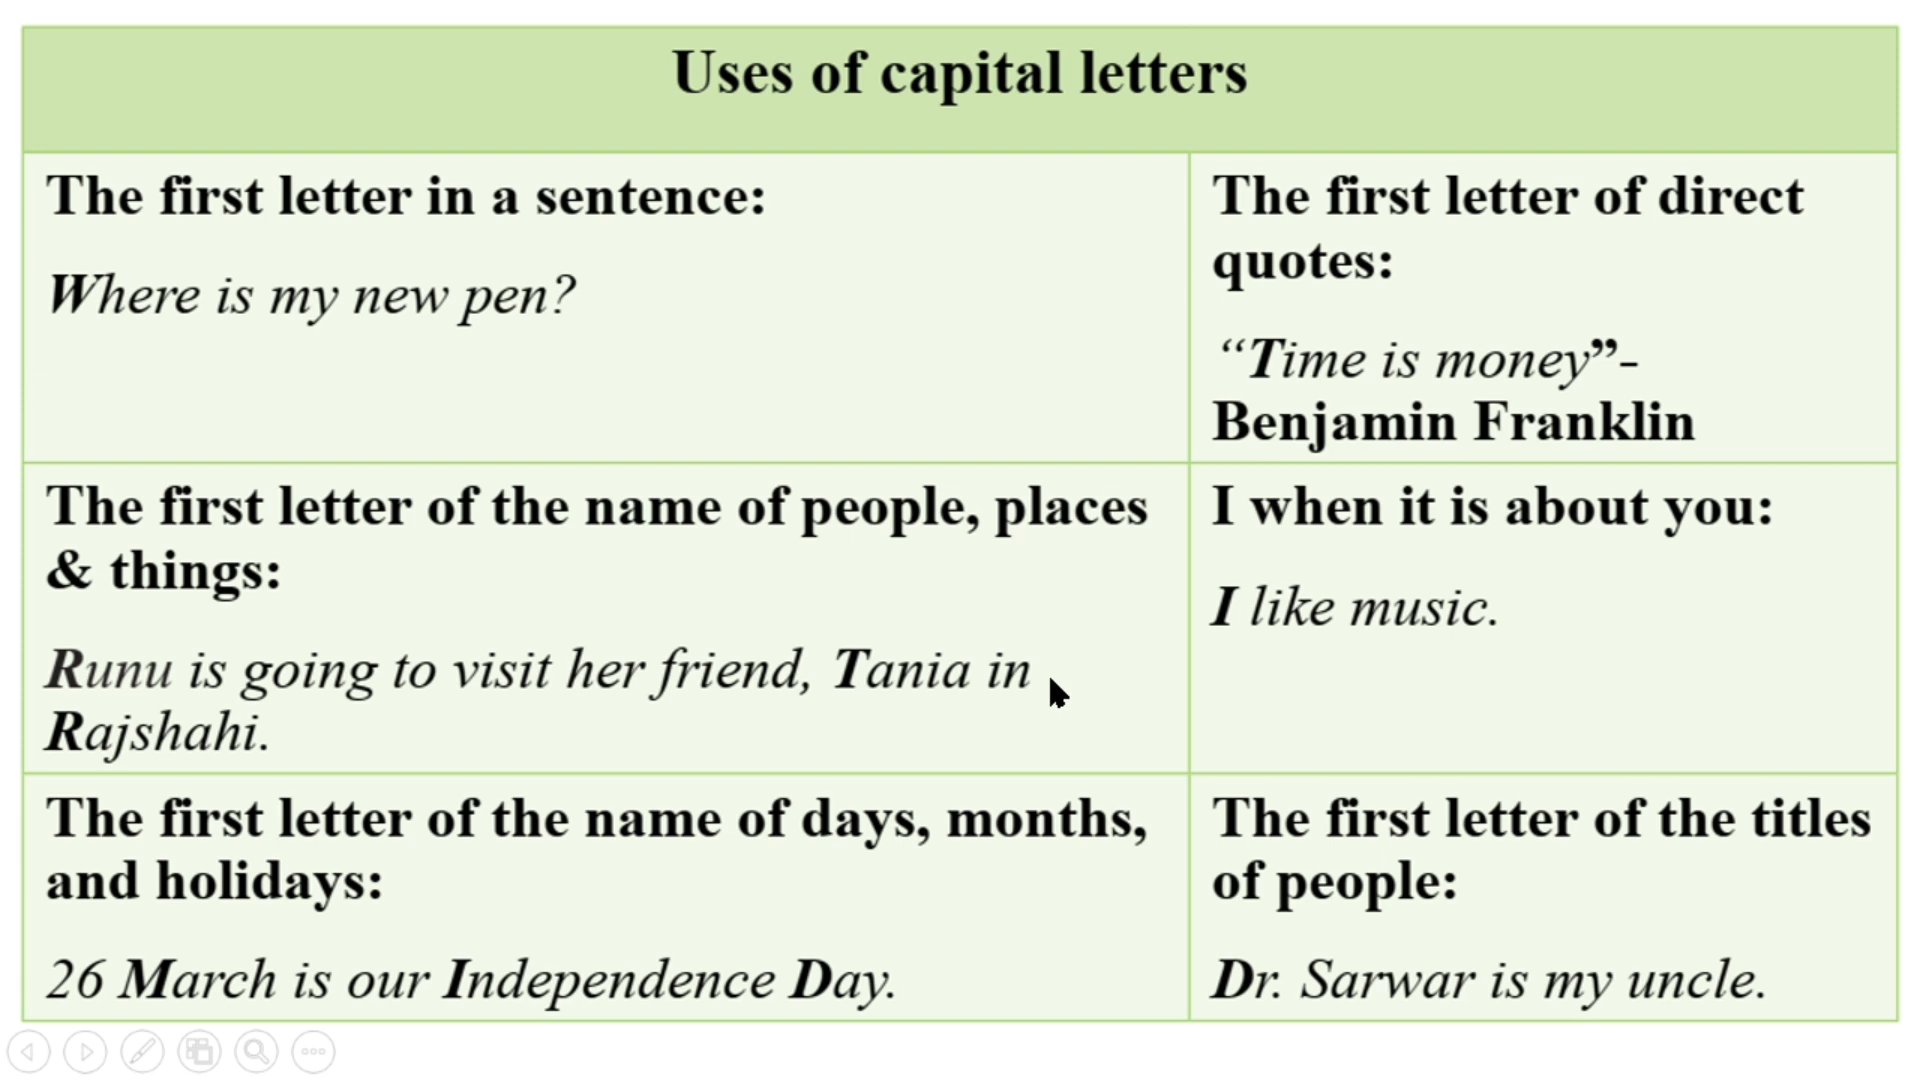 Uses of capital letters
The first letter in a sentence:
Where is my new pen?
The first letter of direct
quotes:
“Time is money”-
Benjamin Franklin
The first letter of the name of people, places
& things:
Runu is going to visit her friend, Tania in
Rajshahi.
I when it is about you:
I like music.
The first letter of the name of days, months,
and holidays:
26 March is our Independence Day.
The first letter of the titles
of people:
Dr. Sarwar is my uncle.